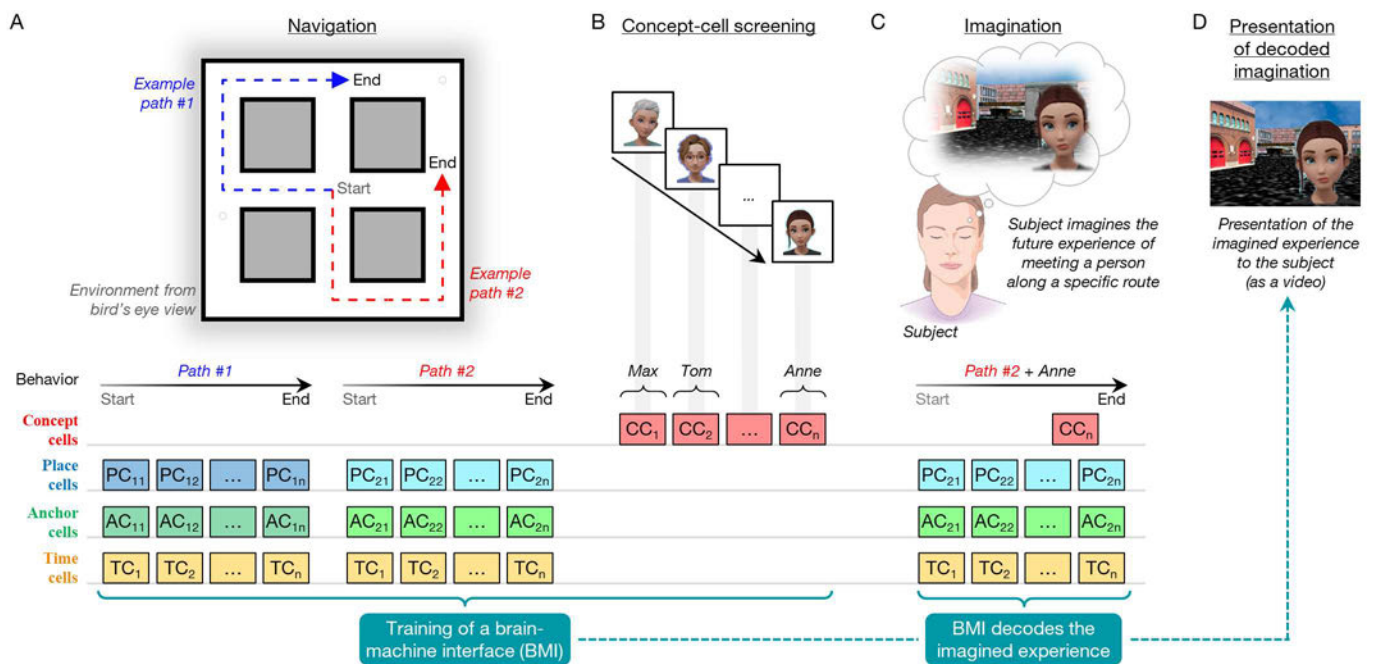 A
Navigation
Example
path #1
End
End
Start
Example
path #2
Environment from
bird's eye view
B
Concept-cell screening
...
C
Imagination
Subject imagines the
future experience of
meeting a person
along a specific route
Subject
D
Presentation
of decoded
imagination
Presentation of the
imagined experience
to the subject
(as a video)
Behavior
Path #1
Start
End
Path #2
Start
End
Max
Tom
Anne
Path #2 + Anne
Start
End
Concept
cells
CC1
CC2
...
CCn
CCn
Place
cells
PC11
PC12
...
PC1n
PC21
PC22
...
PC2n
PC21
PC22
...
PC2n
Anchor
cells
AC11
AC12
...
AC1n
AC21
AC22
...
AC2n
AC21
AC22
...
AC2n
Time
cells
TC1
TC2
...
TCn
TC1
TC2
...
TCn
TC1
TC2
...
TCn
Training of a brain-
machine interface (BMI)
BMI decodes the
imagined experience